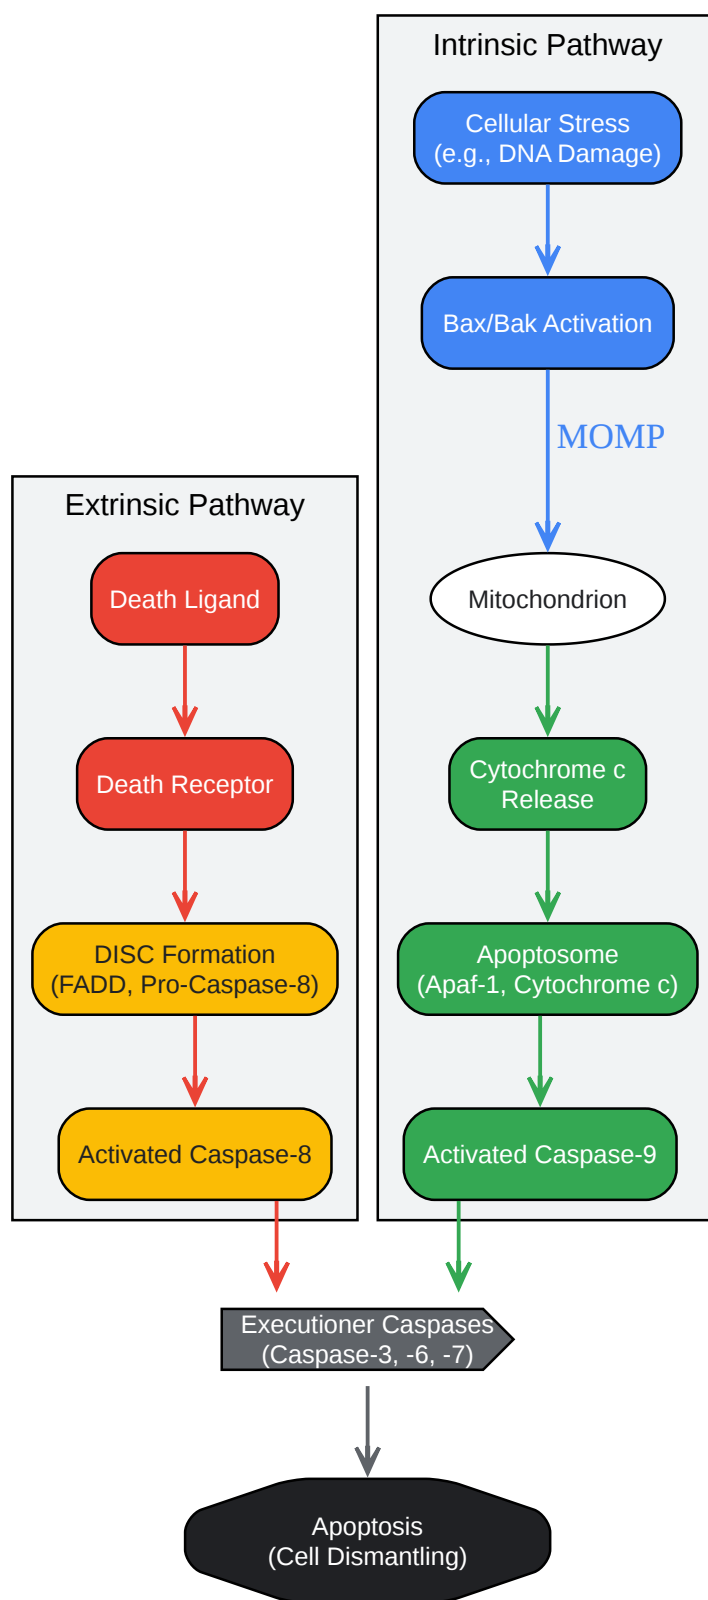 Intrinsic Pathway
Cellular Stress
(e.g., DNA Damage)
Bax/Bak Activation
MOMP
Mitochondrion
Cytochrome c
Release
Apoptosome
(Apaf-1, Cytochrome c)
Activated Caspase-9
Extrinsic Pathway
Death Ligand
Death Receptor
DISC Formation
(FADD, Pro-Caspase-8)
Activated Caspase-8
Executioner Caspases
(Caspase-3, -6, -7)
Apoptosis
(Cell Dismantling)